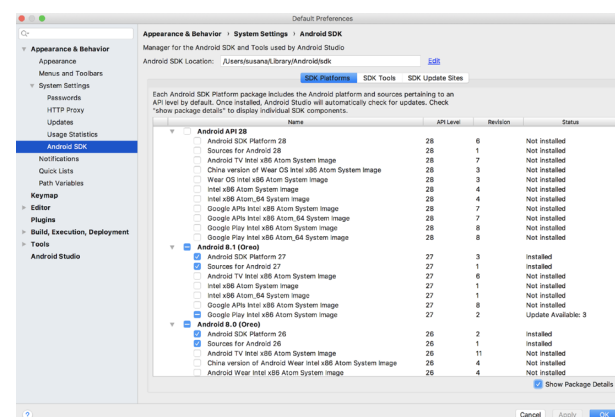 Default Preferences
Appearance & Behavior › System Settings › Android SDK
Manager for the Android SDK and Tools used by Android Studio
Android SDK Location: /Users/susana/Library/Android/sdk Edit
Appearance & Behavior
Appearance
Menus and Toolbars
System Settings
Passwords
HTTP Proxy
Updates
Usage Statistics
Android SDK
Notifications
Quick Lists
Path Variables
Keymap
Editor
Plugins
Build, Execution, Deployment
Tools
Android Studio
SDK Platforms SDK Tools SDK Update Sites
Each Android SDK Platform package includes the Android platform and sources pertaining to an
API level by default. Once installed, Android Studio will automatically check for updates. Check
"show package details" to display individual SDK components.
Name API Level Revision Status
Android API 28
Android SDK Platform 28 28 6 Not installed
Sources for Android 28 28 1 Not installed
Android TV Intel x86 Atom System Image 28 7 Not installed
China version of Wear OS Intel x86 Atom System Image 28 3 Not installed
Wear OS Intel x86 Atom System Image 28 3 Not installed
Intel x86 Atom System Image 28 4 Not installed
Intel x86 Atom_64 System Image 28 4 Not installed
Google APIs Intel x86 Atom System Image 28 7 Not installed
Google APIs Intel x86 Atom_64 System Image 28 7 Not installed
Google Play Intel x86 Atom System Image 28 8 Not installed
Google Play Intel x86 Atom_64 System Image 28 8 Not installed
Android 8.1 (Oreo)
Android SDK Platform 27 27 3 Installed
Sources for Android 27 27 1 Installed
Android TV Intel x86 Atom System Image 27 6 Not installed
Intel x86 Atom System Image 27 1 Not installed
Intel x86 Atom_64 System Image 27 1 Not installed
Google APIs Intel x86 Atom System Image 27 8 Not installed
Google Play Intel x86 Atom System Image 27 2 Update Available: 3
Android 8.0 (Oreo)
Android SDK Platform 26 26 2 Installed
Sources for Android 26 26 1 Installed
Android TV Intel x86 Atom System Image 26 11 Not installed
China version of Android Wear Intel x86 Atom System Image 26 4 Not installed
Android Wear Intel x86 Atom System Image 26 4 Not installed
Show Package Details
? Cancel Apply OK